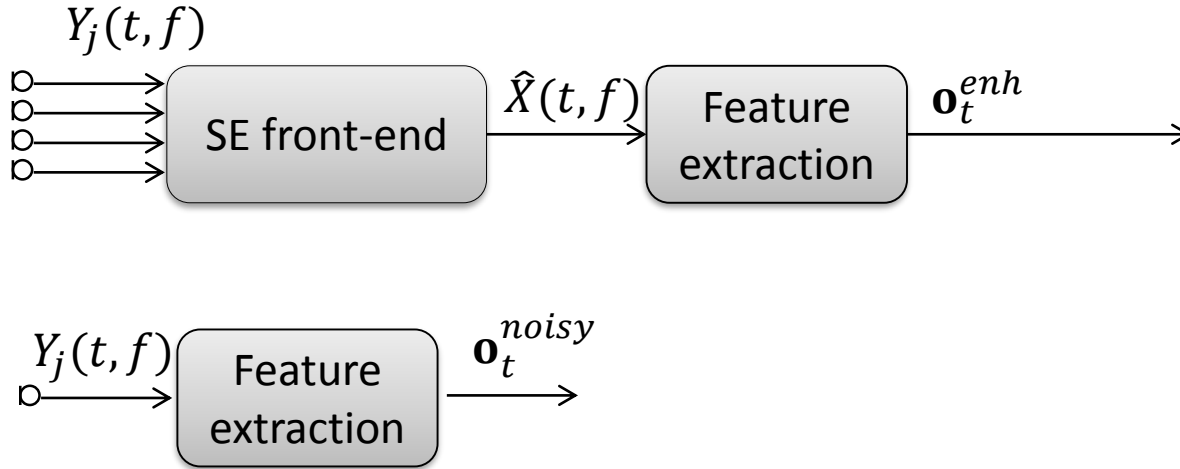 Y_j(t, f)
SE front-end
X̂(t, f)
Feature
extraction
𝐨_t^{enh}
Y_j(t, f)
Feature
extraction
𝐨_t^{noisy}